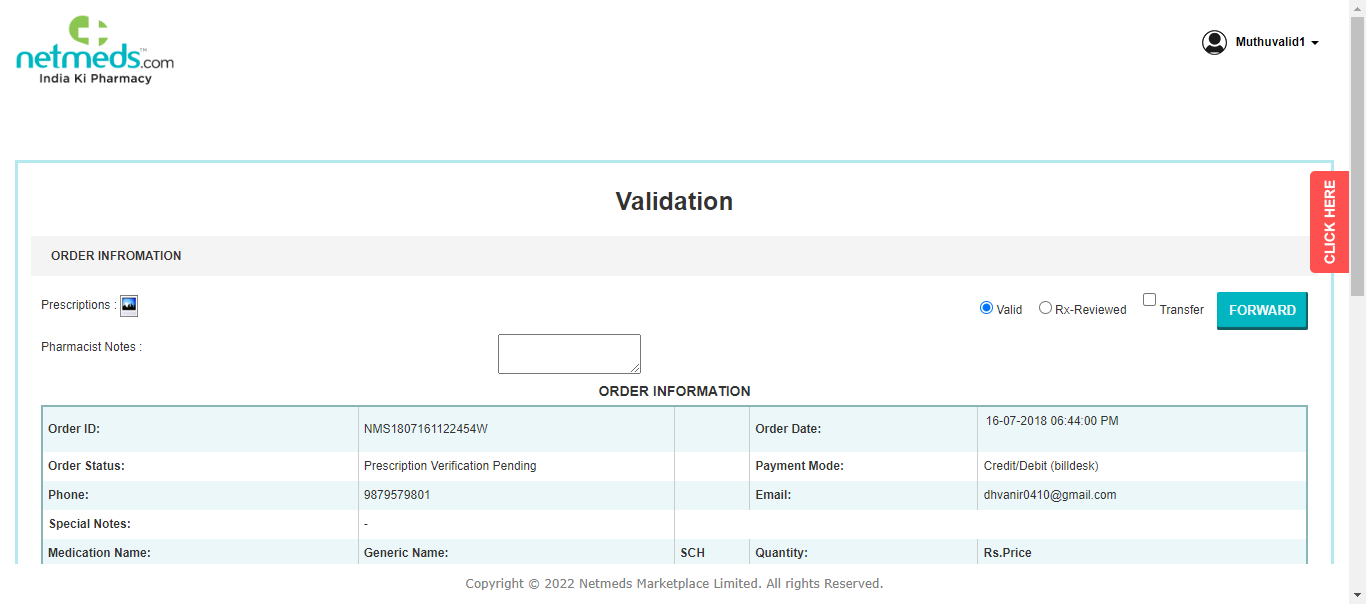 netmeds.com™
India Ki Pharmacy
Muthuvalid1
Validation
CLICK HERE
ORDER INFROMATION
Prescriptions :
Valid Rx-Reviewed Transfer FORWARD
Pharmacist Notes :
ORDER INFORMATION
Order ID: NMS1807161122454W Order Date: 16-07-2018 06:44:00 PM
Order Status: Prescription Verification Pending Payment Mode: Credit/Debit (billdesk)
Phone: 9879579801 Email: dhvanir0410@gmail.com
Special Notes: -
Medication Name: Generic Name: SCH Quantity: Rs.Price
Copyright © 2022 Netmeds Marketplace Limited. All rights Reserved.